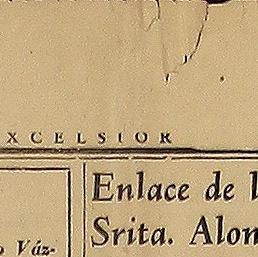 XCELSIOR
Enlace de l
Srita. Alon
o Váz-